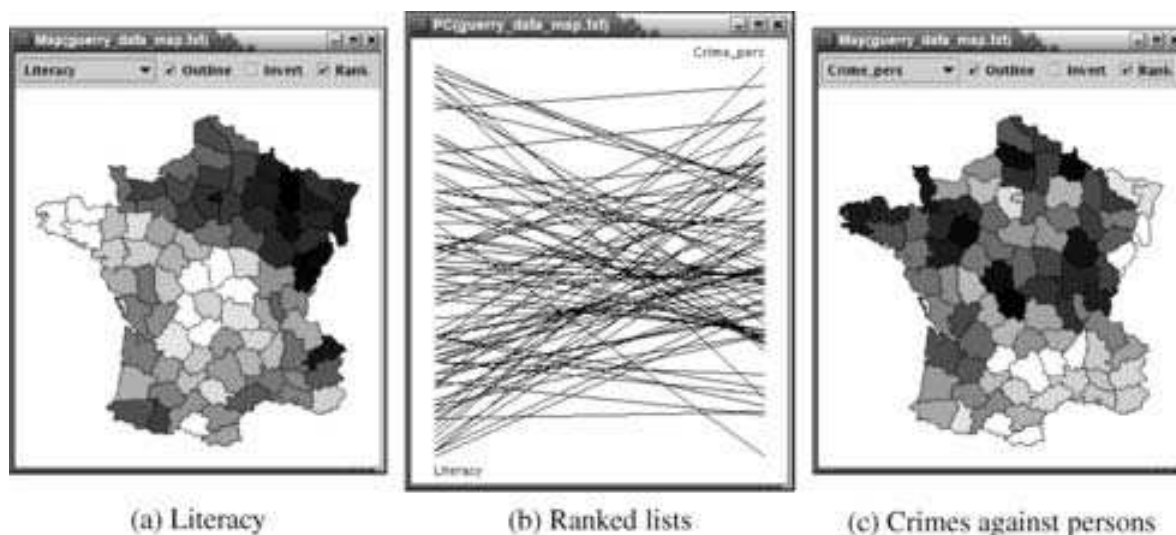 Map(guerry_data_map.txt)
Literacy
Outline
Invert
Rank
PC(guerry_data_map.txt)
Crime_pers
Literacy
Map(guerry_data_map.txt)
Crime_pers
Outline
Invert
Rank
(a) Literacy
(b) Ranked lists
(c) Crimes against persons